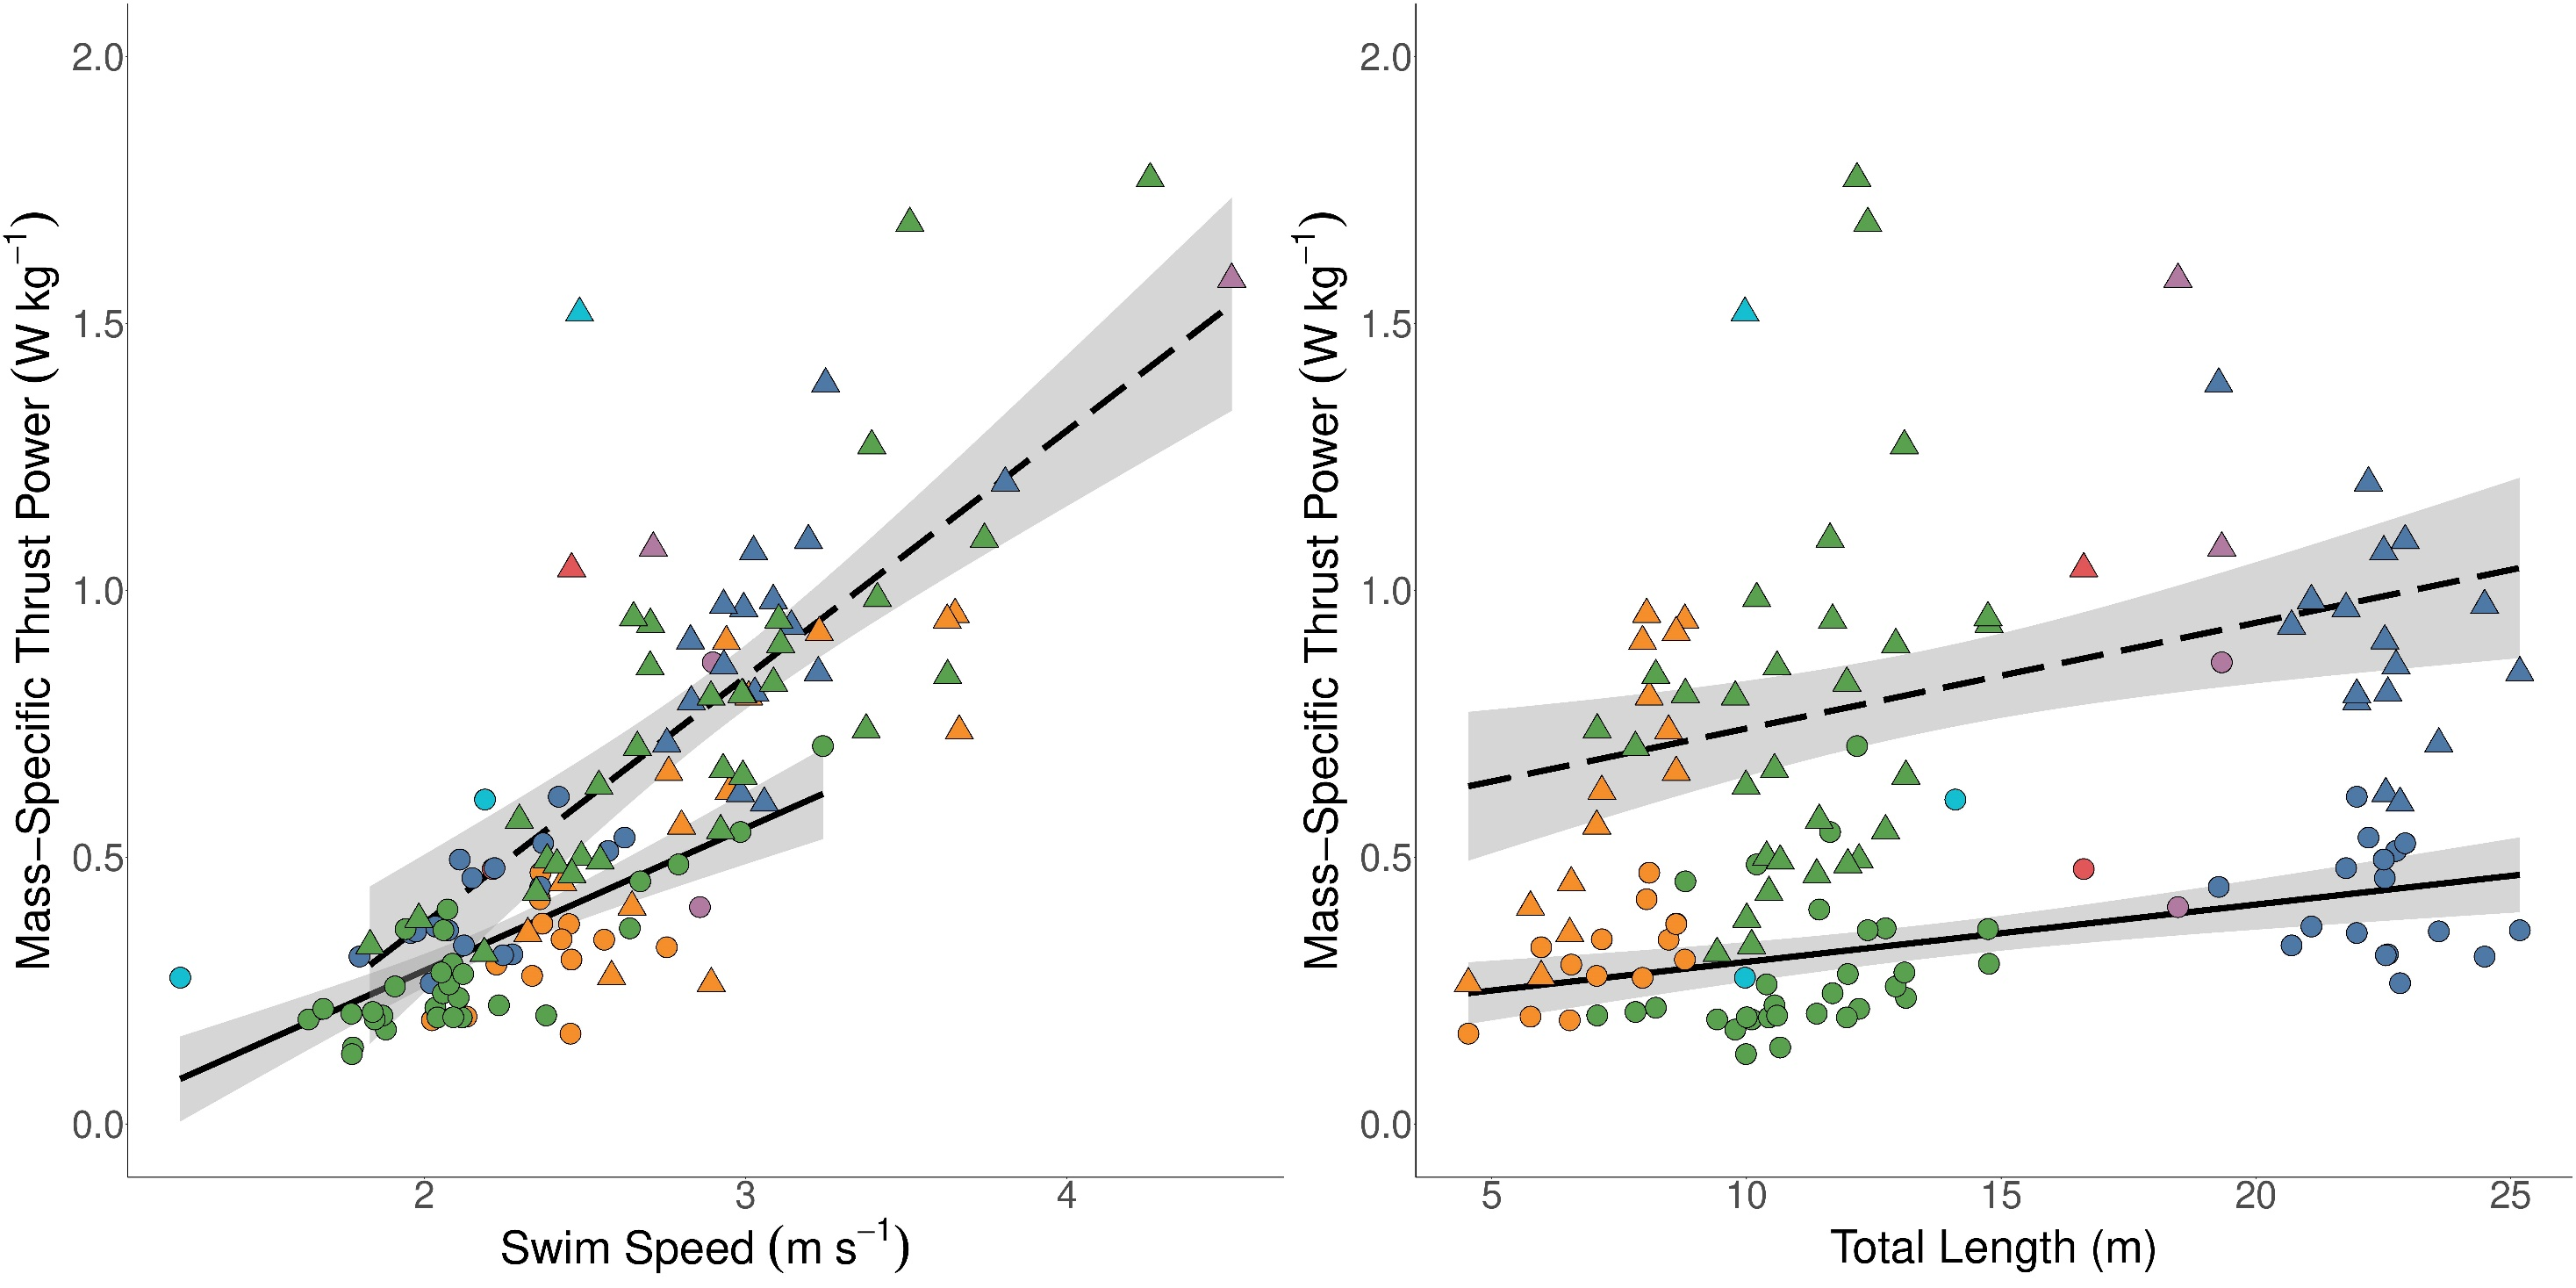 Mass−Specific Thrust Power (W kg⁻¹)
2.0
1.5
1.0
0.5
0.0
2 3 4
Swim Speed (m s⁻¹)
Mass−Specific Thrust Power (W kg⁻¹)
2.0
1.5
1.0
0.5
0.0
5 10 15 20 25
Total Length (m)